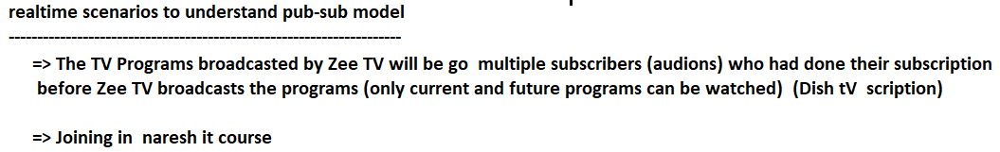 realtime scenarios to understand pub-sub model
---------------------------------------------------------------------
=> The TV Programs broadcasted by Zee TV will be go  multiple subscribers (audions) who had done their subscription
before Zee TV broadcasts the programs (only current and future programs can be watched)  (Dish tV  scription)
=> Joining in  naresh it course